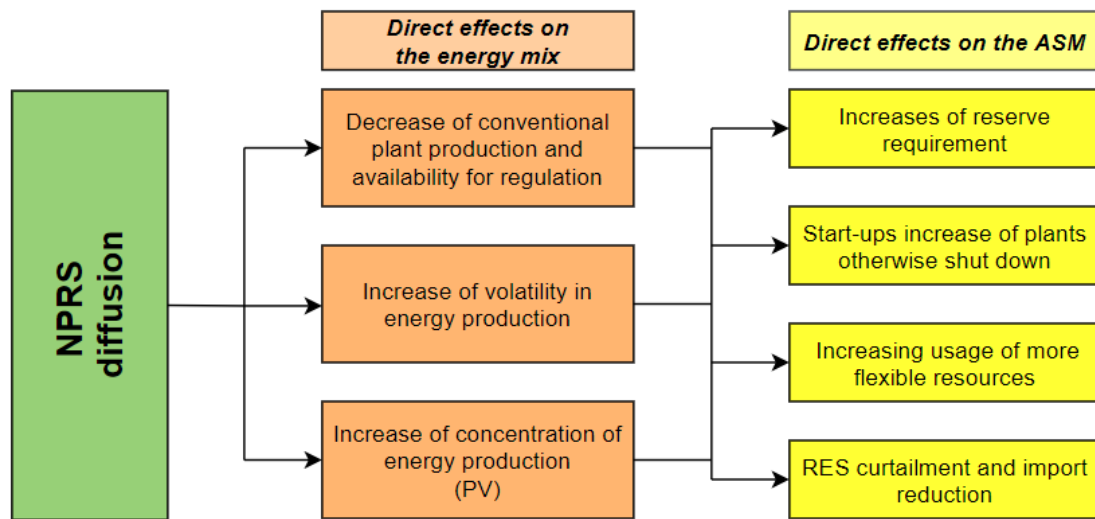 Direct effects on
the energy mix
Direct effects on the ASM
NPRS
diffusion
Decrease of conventional
plant production and
availability for regulation
Increase of volatility in
energy production
Increase of concentration of
energy production
(PV)
Increases of reserve
requirement
Start-ups increase of plants
otherwise shut down
Increasing usage of more
flexible resources
RES curtailment and import
reduction